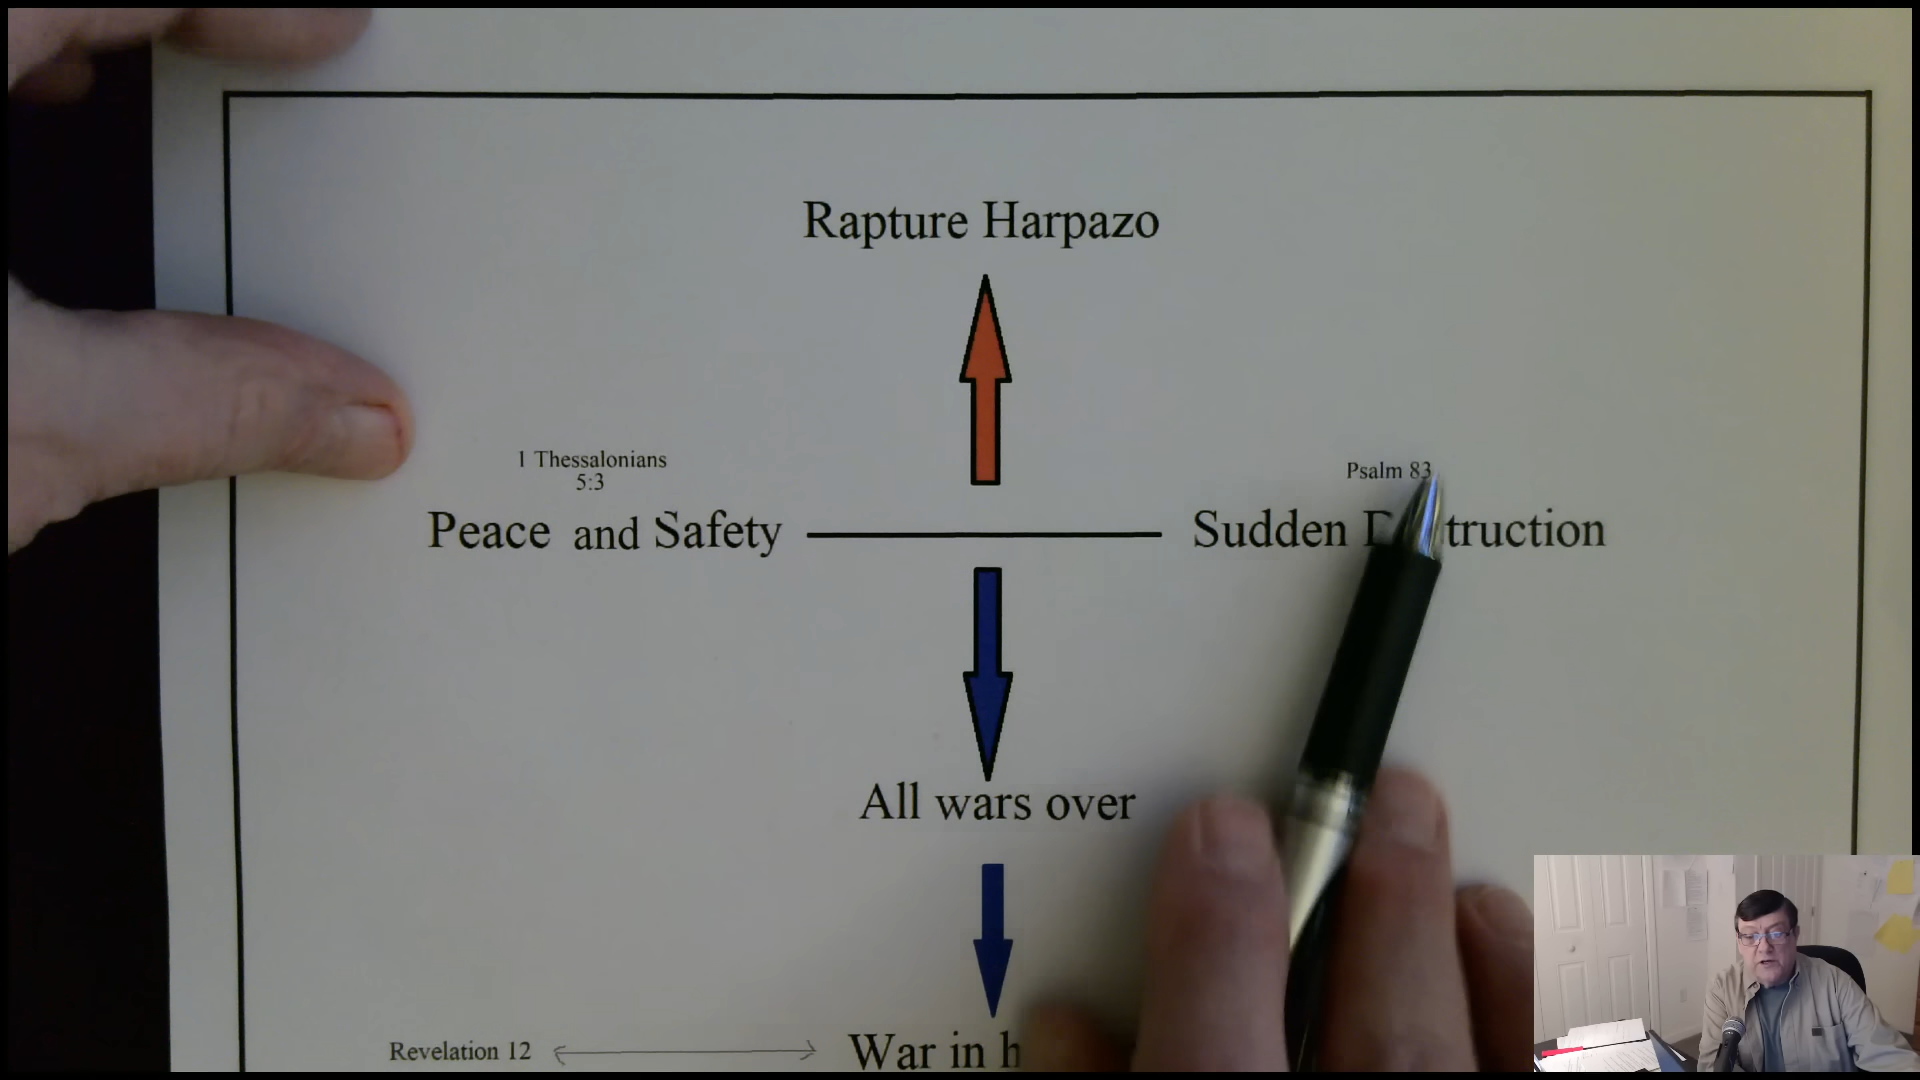 Rapture Harpazo
1 Thessalonians
5:3
Psalm 83
Peace and Safety
Sudden
All wars over
Revelation 12
War in